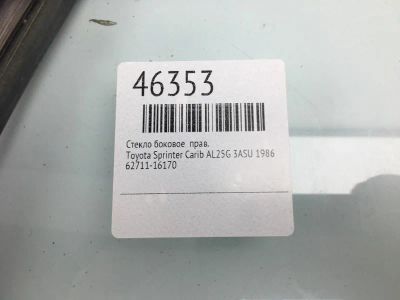 46353
Стекло боковое прав.
Toyota Sprinter Carib AL25G 3ASU 1986
62711-16170